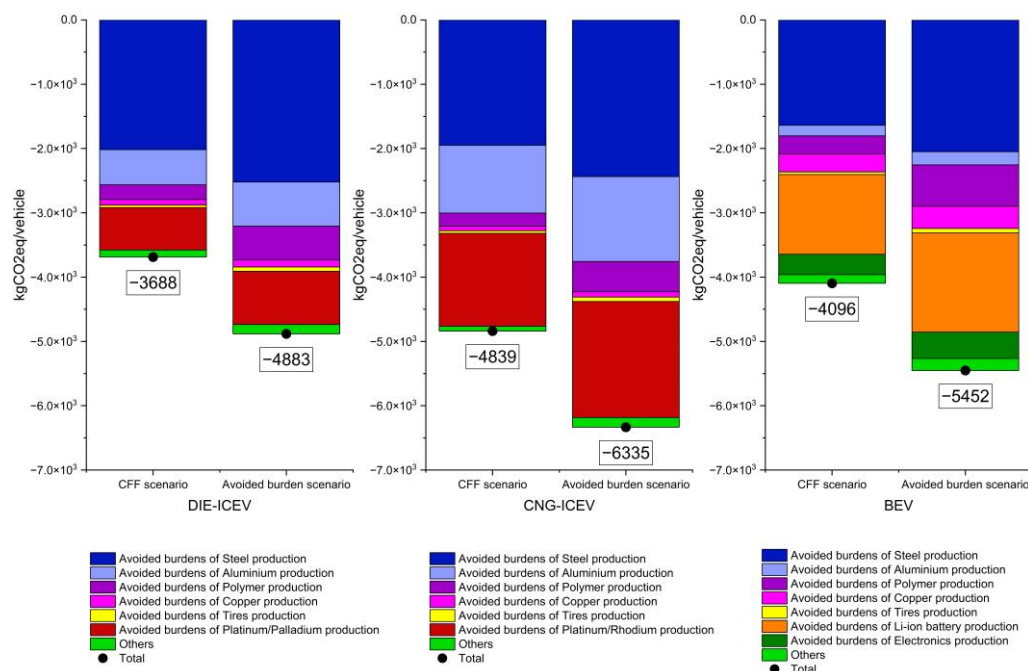 kgCO2eq/vehicle
0.0
−1.0×10³
−2.0×10³
−3.0×10³
−4.0×10³
−5.0×10³
−6.0×10³
−7.0×10³
−3688
−4883
CFF scenario
Avoided burden scenario
DIE-ICEV
kgCO2eq/vehicle
0.0
−1.0×10³
−2.0×10³
−3.0×10³
−4.0×10³
−5.0×10³
−6.0×10³
−7.0×10³
−4839
−6335
CFF scenario
Avoided burden scenario
CNG-ICEV
kgCO2eq/vehicle
0.0
−1.0×10³
−2.0×10³
−3.0×10³
−4.0×10³
−5.0×10³
−6.0×10³
−7.0×10³
−4096
−5452
CFF scenario
Avoided burden scenario
BEV
Avoided burdens of Steel production
Avoided burdens of Aluminium production
Avoided burdens of Polymer production
Avoided burdens of Copper production
Avoided burdens of Tires production
Avoided burdens of Platinum/Palladium production
Others
Total
Avoided burdens of Steel production
Avoided burdens of Aluminium production
Avoided burdens of Polymer production
Avoided burdens of Copper production
Avoided burdens of Tires production
Avoided burdens of Platinum/Rhodium production
Others
Total
Avoided burdens of Steel production
Avoided burdens of Aluminium production
Avoided burdens of Polymer production
Avoided burdens of Copper production
Avoided burdens of Tires production
Avoided burdens of Li-ion battery production
Avoided burdens of Electronics production
Others
Total